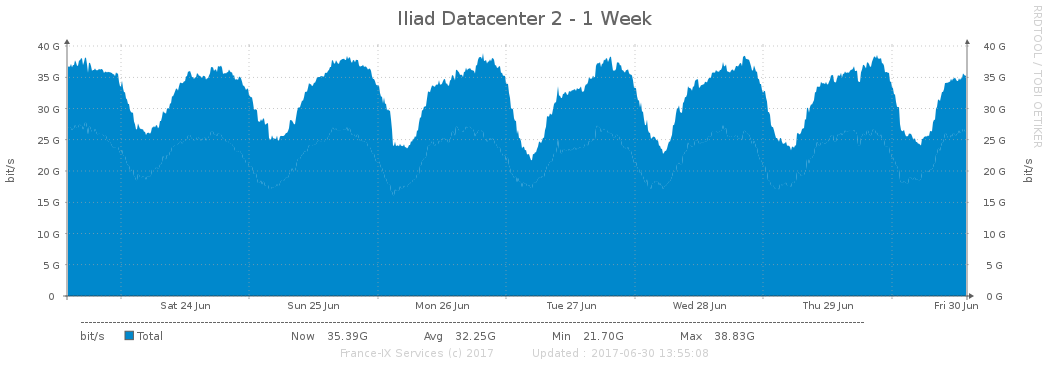 Iliad Datacenter 2 - 1 Week
RRDTOOL / TOBI OETIKER
40 G 40 G
35 G 35 G
30 G 30 G
25 G 25 G
20 G 20 G
15 G 15 G
10 G 10 G
5 G 5 G
0 0 G
bit/s bit/s
Sat 24 Jun Sun 25 Jun Mon 26 Jun Tue 27 Jun Wed 28 Jun Thu 29 Jun Fri 30 Jun
bit/s Total Now 35.39G Avg 32.25G Min 21.70G Max 38.83G
France-IX Services (c) 2017 Updated : 2017-06-30 13:55:08